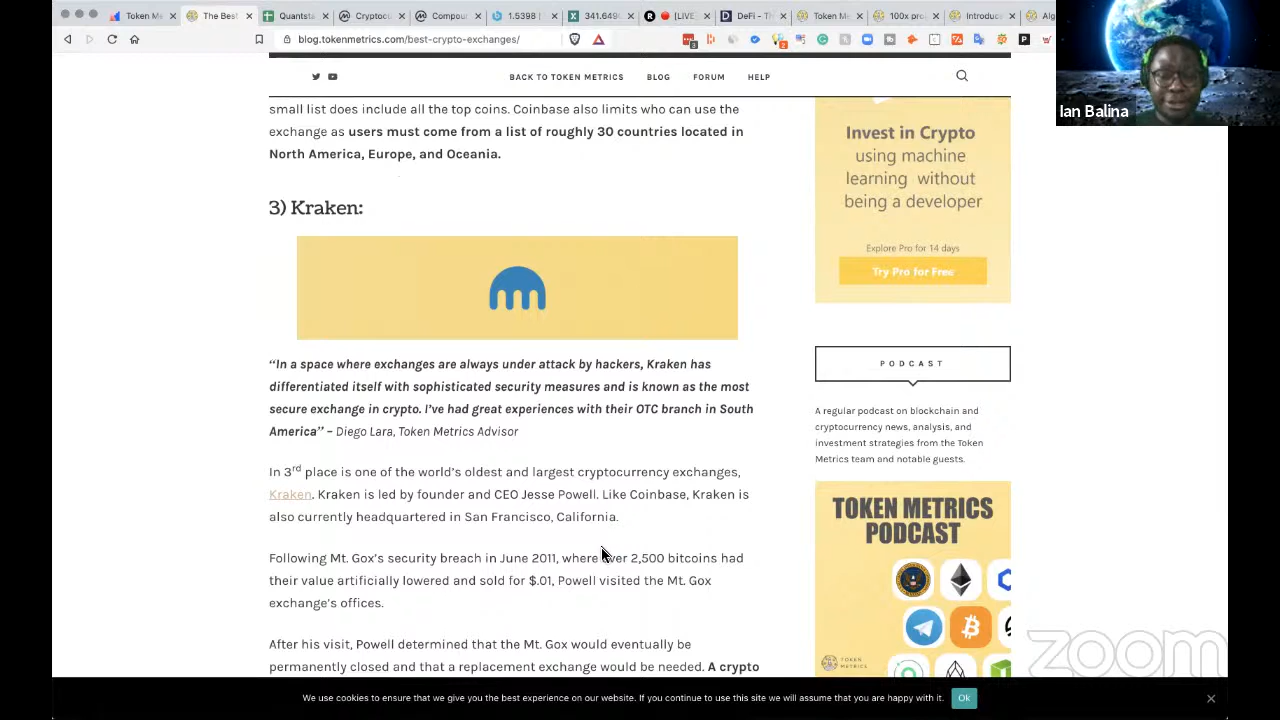 Token Me
The Best
Quantsta
Cryptoc
Compour
1.5398
341.649
[LIVE]
DeFi – Th
Token Me
100x pro
Introduc
Alg
blog.tokenmetrics.com/best-crypto-exchanges/
Ian Balina
BACK TO TOKEN METRICS
BLOG
FORUM
HELP
small list does include all the top coins. Coinbase also limits who can use the
exchange as users must come from a list of roughly 30 countries located in
North America, Europe, and Oceania.
3) Kraken:
“In a space where exchanges are always under attack by hackers, Kraken has
differentiated itself with sophisticated security measures and is known as the most
secure exchange in crypto. I’ve had great experiences with their OTC branch in South
America” – Diego Lara, Token Metrics Advisor
In 3rd place is one of the world’s oldest and largest cryptocurrency exchanges,
Kraken. Kraken is led by founder and CEO Jesse Powell. Like Coinbase, Kraken is
also currently headquartered in San Francisco, California.
Following Mt. Gox’s security breach in June 2011, where over 2,500 bitcoins had
their value artificially lowered and sold for $.01, Powell visited the Mt. Gox
exchange’s offices.
After his visit, Powell determined that the Mt. Gox would eventually be
permanently closed and that a replacement exchange would be needed. A crypto
Invest in Crypto
using machine
learning without
being a developer
Explore Pro for 14 days
Try Pro for Free
PODCAST
A regular podcast on blockchain and
cryptocurrency news, analysis, and
investment strategies from the Token
Metrics team and notable guests.
TOKEN METRICS
PODCAST
TOKEN
METRICS
zoom
We use cookies to ensure that we give you the best experience on our website. If you continue to use this site we will assume that you are happy with it.
Ok